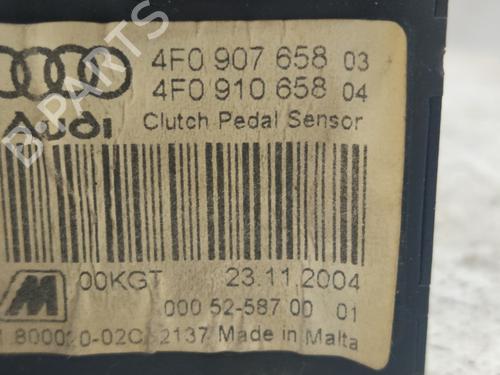 4F0 907 658 03
4F0 910 658 04
Audi Clutch Pedal Sensor
B-PARTS
00KGT 23.11.2004
M 000 52-587 00 01
2137 Made in Malta